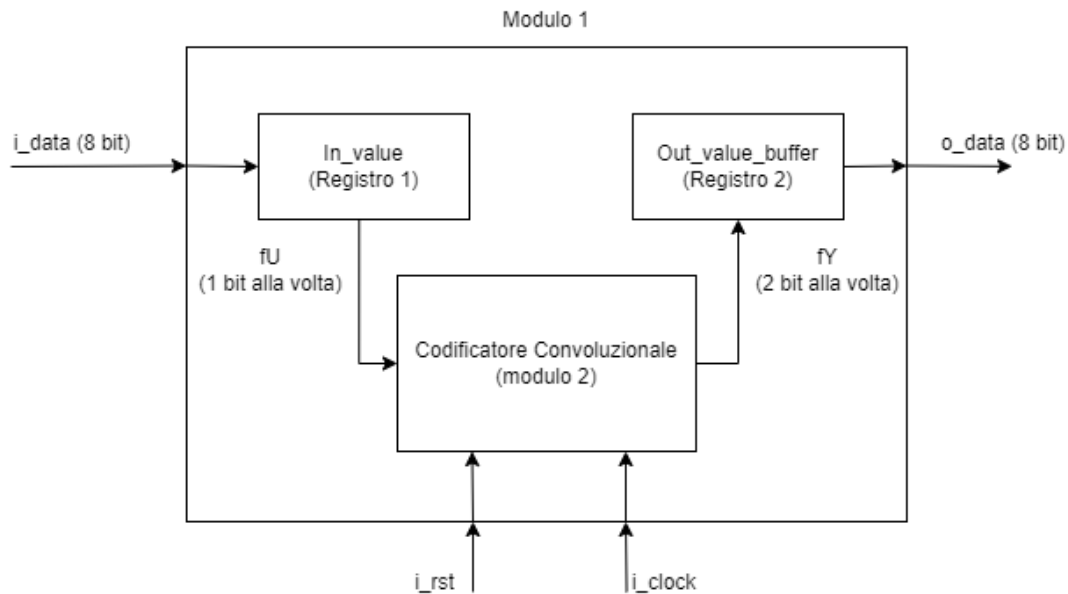 Modulo 1
i_data (8 bit)
In_value
(Registro 1)
Out_value_buffer
(Registro 2)
o_data (8 bit)
fU
(1 bit alla volta)
fY
(2 bit alla volta)
Codificatore Convoluzionale
(modulo 2)
i_rst
i_clock